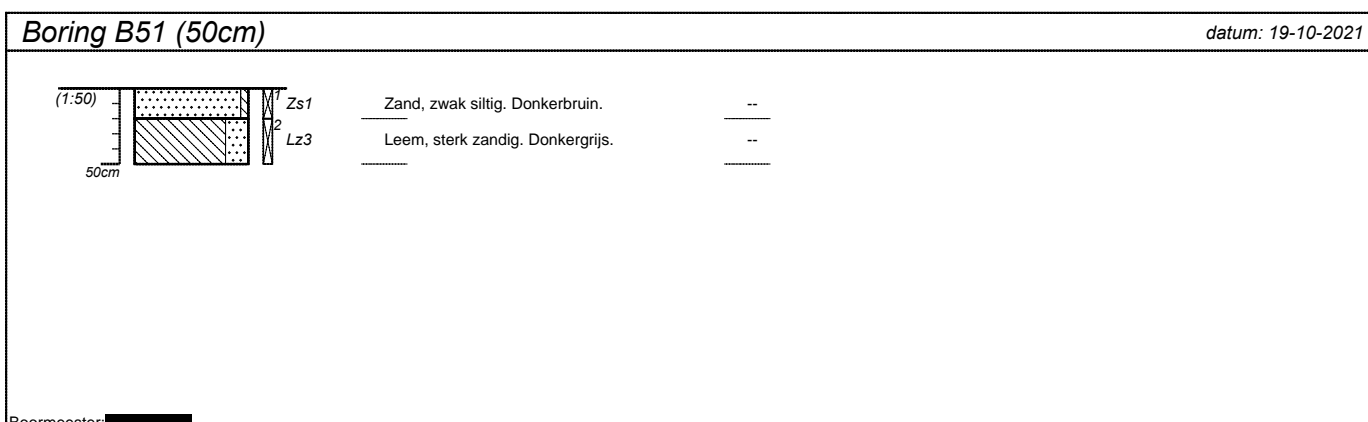 Boring B51 (50cm) datum: 19-10-2021
(1:50) 1 Zs1 Zand, zwak siltig. Donkerbruin. --
2 Lz3 Leem, sterk zandig. Donkergrijs. --
50cm
Boormeester: